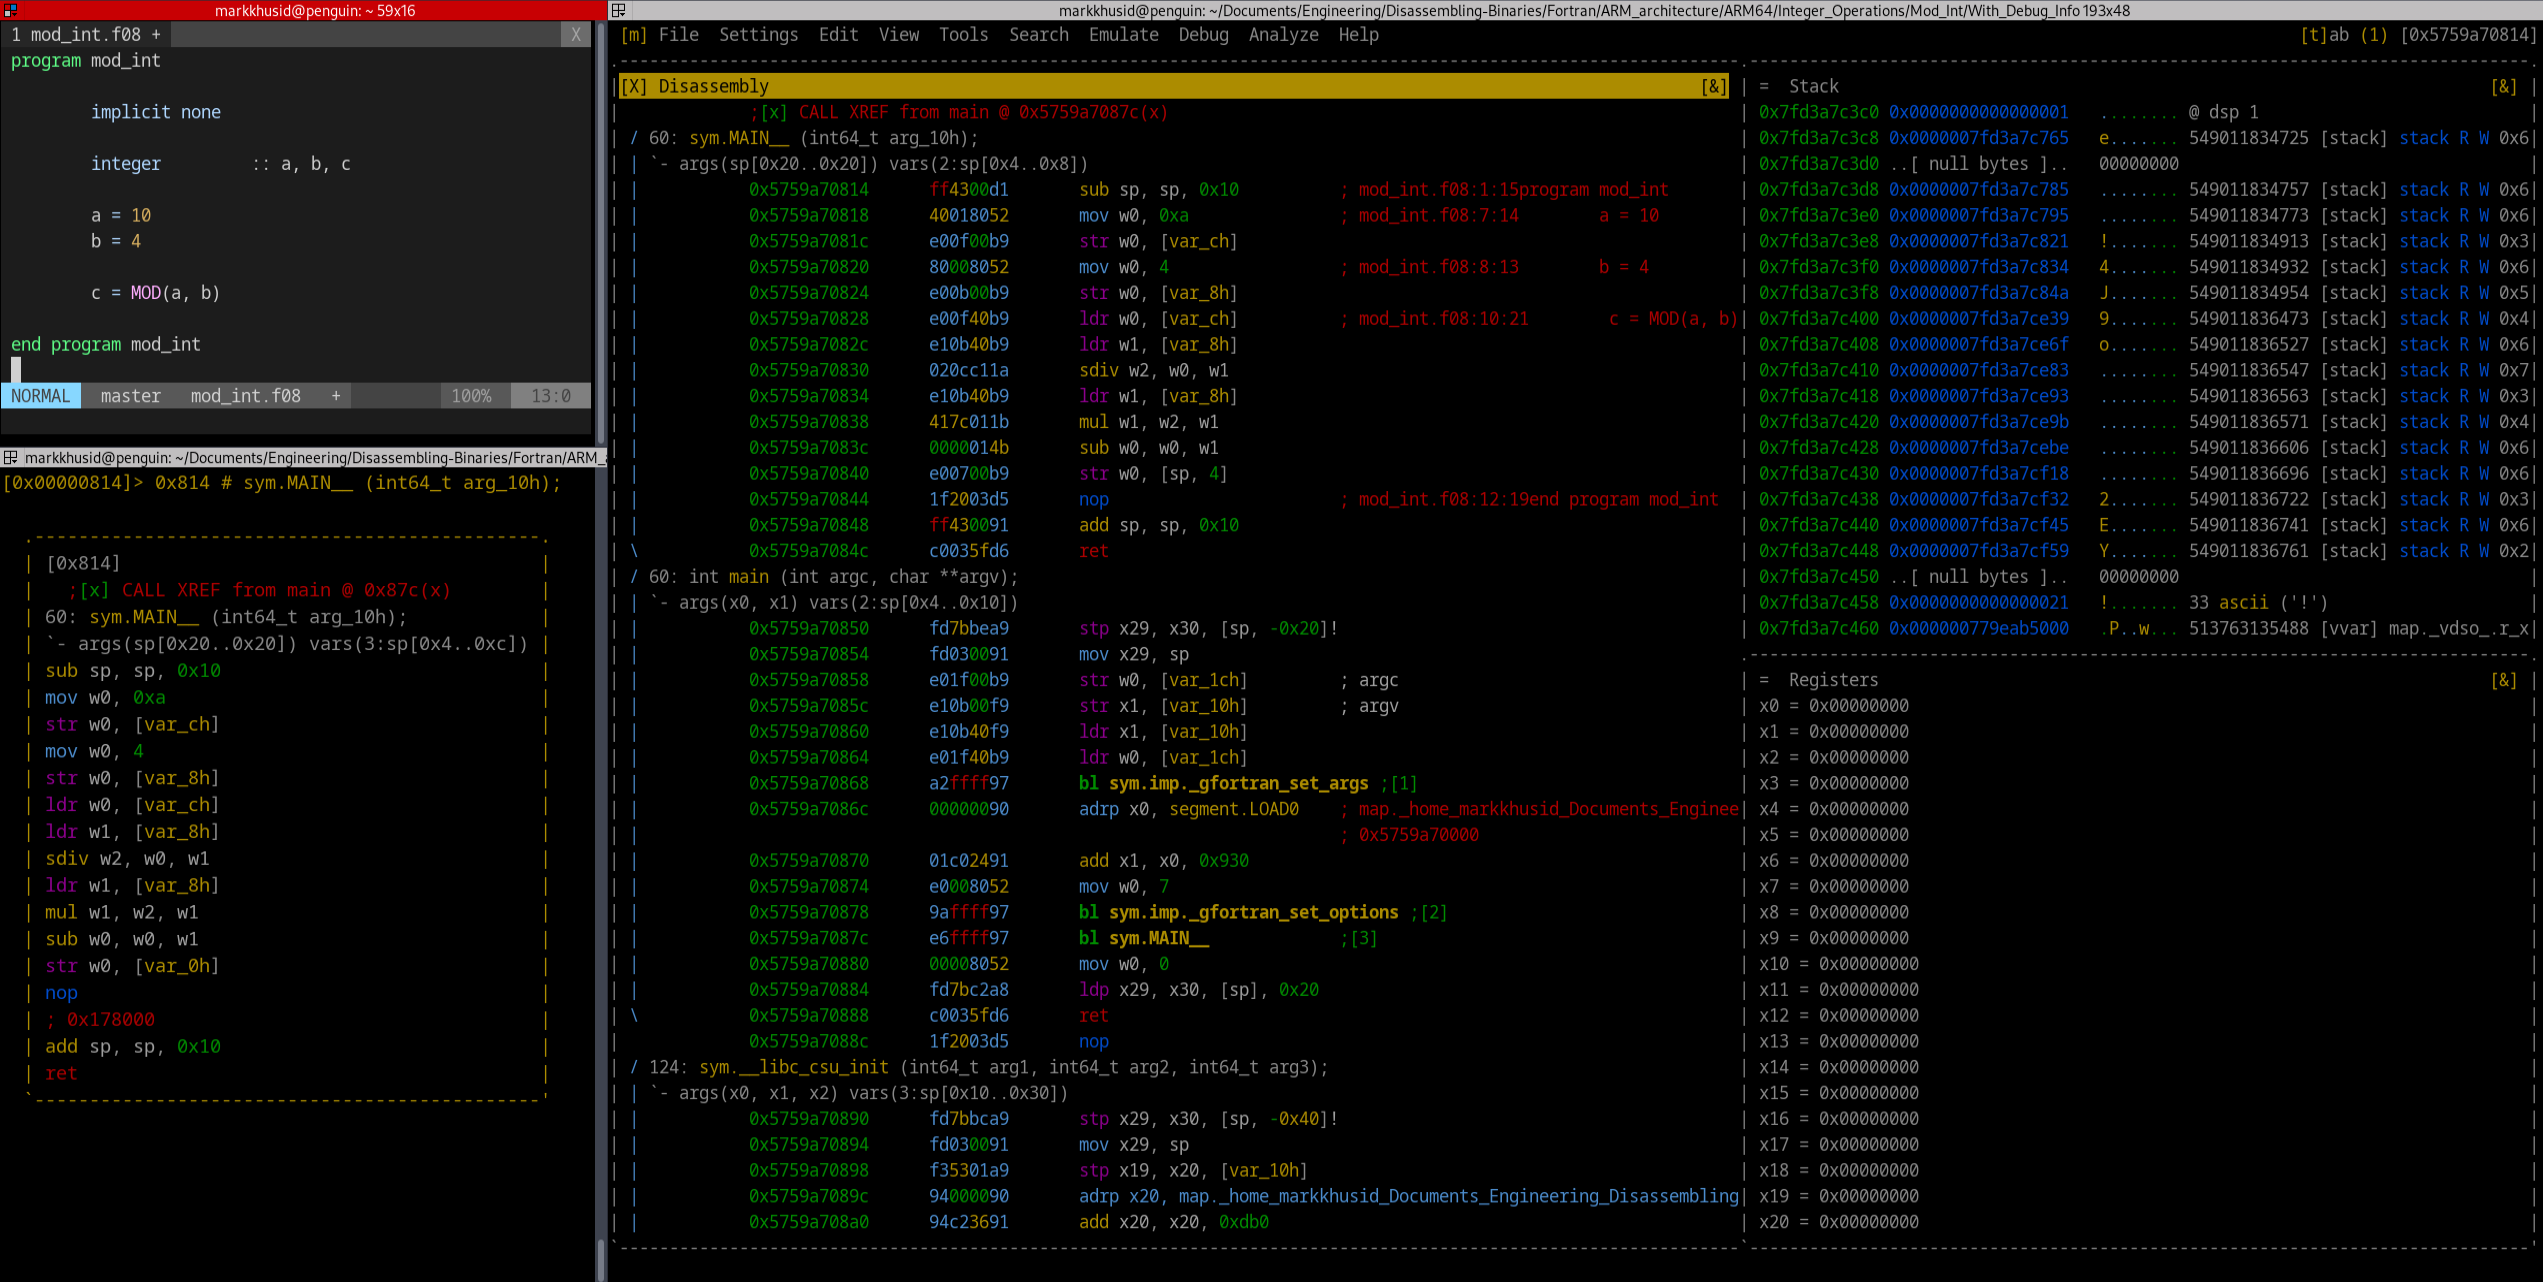 markkhusid@penguin: ~ 59x16
1 mod_int.f08 + X
program mod_int
implicit none
integer :: a, b, c
a = 10
b = 4
c = MOD(a, b)
end program mod_int
NORMAL master mod_int.f08 + 100% 13:0
markkhusid@penguin: ~/Documents/Engineering/Disassembling-Binaries/Fortran/ARM_a
[0x00000814]> 0x814 # sym.MAIN__ (int64_t arg_10h);
[0x814]
;[x] CALL XREF from main @ 0x87c(x)
60: sym.MAIN__ (int64_t arg_10h);
`- args(sp[0x20..0x20]) vars(3:sp[0x4..0xc])
sub sp, sp, 0x10
mov w0, 0xa
str w0, [var_ch]
mov w0, 4
str w0, [var_8h]
ldr w0, [var_ch]
ldr w1, [var_8h]
sdiv w2, w0, w1
ldr w1, [var_8h]
mul w1, w2, w1
sub w0, w0, w1
str w0, [var_0h]
nop
; 0x178000
add sp, sp, 0x10
ret
markkhusid@penguin: ~/Documents/Engineering/Disassembling-Binaries/Fortran/ARM_architecture/ARM64/Integer_Operations/Mod_Int/With_Debug_Info 193x48
[m] File Settings Edit View Tools Search Emulate Debug Analyze Help [t]ab (1) [0x5759a70814]
[X] Disassembly [&]
;[x] CALL XREF from main @ 0x5759a7087c(x)
/ 60: sym.MAIN__ (int64_t arg_10h);
| `- args(sp[0x20..0x20]) vars(2:sp[0x4..0x8])
| 0x5759a70814 ff4300d1 sub sp, sp, 0x10 ; mod_int.f08:1:15program mod_int
| 0x5759a70818 40018052 mov w0, 0xa ; mod_int.f08:7:14 a = 10
| 0x5759a7081c e00f00b9 str w0, [var_ch]
| 0x5759a70820 80008052 mov w0, 4 ; mod_int.f08:8:13 b = 4
| 0x5759a70824 e00b00b9 str w0, [var_8h]
| 0x5759a70828 e00f40b9 ldr w0, [var_ch] ; mod_int.f08:10:21 c = MOD(a, b)
| 0x5759a7082c e10b40b9 ldr w1, [var_8h]
| 0x5759a70830 020cc11a sdiv w2, w0, w1
| 0x5759a70834 e10b40b9 ldr w1, [var_8h]
| 0x5759a70838 417c011b mul w1, w2, w1
| 0x5759a7083c 0000014b sub w0, w0, w1
| 0x5759a70840 e00700b9 str w0, [sp, 4]
| 0x5759a70844 1f2003d5 nop ; mod_int.f08:12:19end program mod_int
| 0x5759a70848 ff430091 add sp, sp, 0x10
\ 0x5759a7084c c0035fd6 ret
/ 60: int main (int argc, char **argv);
| `- args(x0, x1) vars(2:sp[0x4..0x10])
| 0x5759a70850 fd7bbea9 stp x29, x30, [sp, -0x20]!
| 0x5759a70854 fd030091 mov x29, sp
| 0x5759a70858 e01f00b9 str w0, [var_1ch] ; argc
| 0x5759a7085c e10b00f9 str x1, [var_10h] ; argv
| 0x5759a70860 e10b40f9 ldr x1, [var_10h]
| 0x5759a70864 e01f40b9 ldr w0, [var_1ch]
| 0x5759a70868 a2ffff97 bl sym.imp._gfortran_set_args ;[1]
| 0x5759a7086c 00000090 adrp x0, segment.LOAD0 ; map._home_markkhusid_Documents_Enginee
| ; 0x5759a70000
| 0x5759a70870 01c02491 add x1, x0, 0x930
| 0x5759a70874 e0008052 mov w0, 7
| 0x5759a70878 9affff97 bl sym.imp._gfortran_set_options ;[2]
| 0x5759a7087c e6ffff97 bl sym.MAIN__ ;[3]
| 0x5759a70880 00008052 mov w0, 0
| 0x5759a70884 fd7bc2a8 ldp x29, x30, [sp], 0x20
\ 0x5759a70888 c0035fd6 ret
0x5759a7088c 1f2003d5 nop
/ 124: sym.__libc_csu_init (int64_t arg1, int64_t arg2, int64_t arg3);
| `- args(x0, x1, x2) vars(3:sp[0x10..0x30])
| 0x5759a70890 fd7bbca9 stp x29, x30, [sp, -0x40]!
| 0x5759a70894 fd030091 mov x29, sp
| 0x5759a70898 f35301a9 stp x19, x20, [var_10h]
| 0x5759a7089c 94000090 adrp x20, map._home_markkhusid_Documents_Engineering_Disassembling
| 0x5759a708a0 94c23691 add x20, x20, 0xdb0
= Stack [&]
0x7fd3a7c3c0 0x0000000000000001 ........ @ dsp 1
0x7fd3a7c3c8 0x0000007fd3a7c765 e....... 549011834725 [stack] stack R W 0x6
0x7fd3a7c3d0 ..[ null bytes ].. 00000000
0x7fd3a7c3d8 0x0000007fd3a7c785 ........ 549011834757 [stack] stack R W 0x6
0x7fd3a7c3e0 0x0000007fd3a7c795 ........ 549011834773 [stack] stack R W 0x6
0x7fd3a7c3e8 0x0000007fd3a7c821 !....... 549011834913 [stack] stack R W 0x3
0x7fd3a7c3f0 0x0000007fd3a7c834 4....... 549011834932 [stack] stack R W 0x6
0x7fd3a7c3f8 0x0000007fd3a7c84a J....... 549011834954 [stack] stack R W 0x5
0x7fd3a7c400 0x0000007fd3a7ce39 9....... 549011836473 [stack] stack R W 0x4
0x7fd3a7c408 0x0000007fd3a7ce6f o....... 549011836527 [stack] stack R W 0x6
0x7fd3a7c410 0x0000007fd3a7ce83 ........ 549011836547 [stack] stack R W 0x7
0x7fd3a7c418 0x0000007fd3a7ce93 ........ 549011836563 [stack] stack R W 0x3
0x7fd3a7c420 0x0000007fd3a7ce9b ........ 549011836571 [stack] stack R W 0x4
0x7fd3a7c428 0x0000007fd3a7cebe ........ 549011836606 [stack] stack R W 0x6
0x7fd3a7c430 0x0000007fd3a7cf18 ........ 549011836696 [stack] stack R W 0x6
0x7fd3a7c438 0x0000007fd3a7cf32 2....... 549011836722 [stack] stack R W 0x3
0x7fd3a7c440 0x0000007fd3a7cf45 E....... 549011836741 [stack] stack R W 0x6
0x7fd3a7c448 0x0000007fd3a7cf59 Y....... 549011836761 [stack] stack R W 0x2
0x7fd3a7c450 ..[ null bytes ].. 00000000
0x7fd3a7c458 0x0000000000000021 !....... 33 ascii ('!')
0x7fd3a7c460 0x000000779eab5000 .P..w... 513763135488 [vvar] map._vdso_.r_x
= Registers [&]
x0 = 0x00000000
x1 = 0x00000000
x2 = 0x00000000
x3 = 0x00000000
x4 = 0x00000000
x5 = 0x00000000
x6 = 0x00000000
x7 = 0x00000000
x8 = 0x00000000
x9 = 0x00000000
x10 = 0x00000000
x11 = 0x00000000
x12 = 0x00000000
x13 = 0x00000000
x14 = 0x00000000
x15 = 0x00000000
x16 = 0x00000000
x17 = 0x00000000
x18 = 0x00000000
x19 = 0x00000000
x20 = 0x00000000